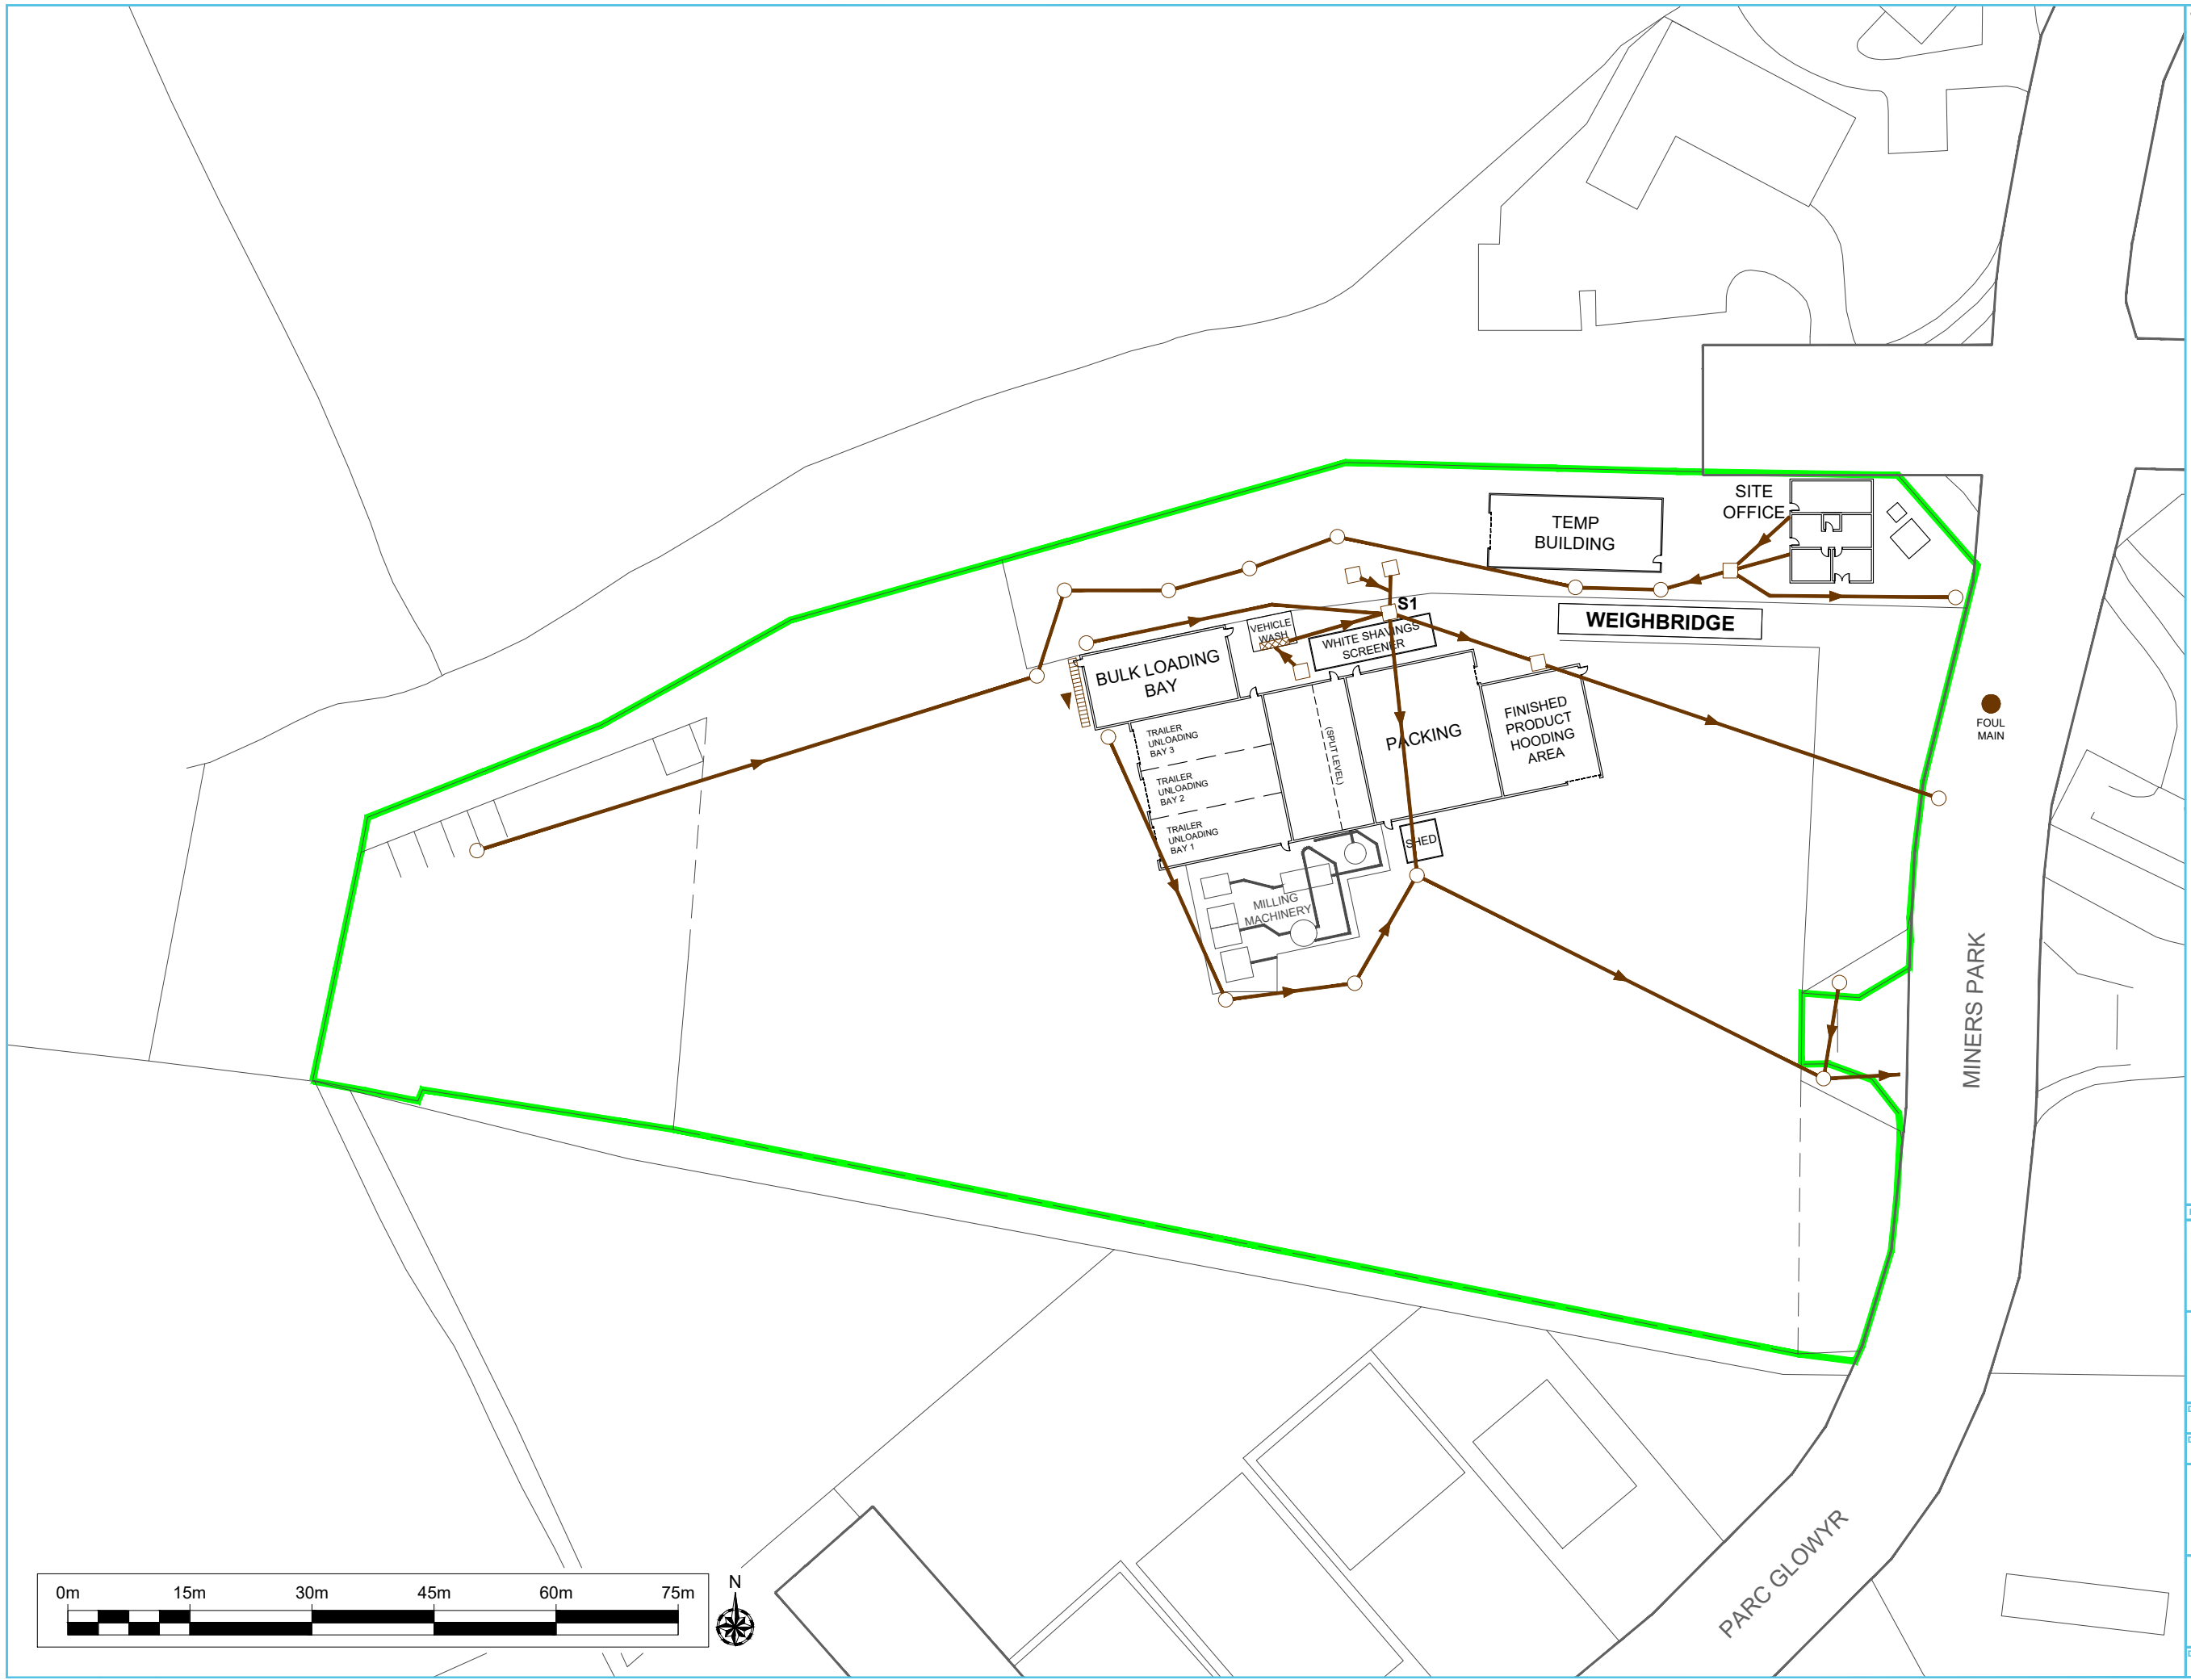 SITE
OFFICE
TEMP
BUILDING
S1
WEIGHBRIDGE
VEHICLE
WASH
WHITE SHAVINGS
SCREENER
BULK LOADING
BAY
TRAILER
UNLOADING
BAY 3
TRAILER
UNLOADING
BAY 2
TRAILER
UNLOADING
BAY 1
(SPLIT LEVEL)
PACKING
FINISHED
PRODUCT
HOODING
AREA
FOUL
MAIN
SHED
MILLING
MACHINERY
MINERS PARK
PARC GLOWYR
0m 15m 30m 45m 60m 75m
N